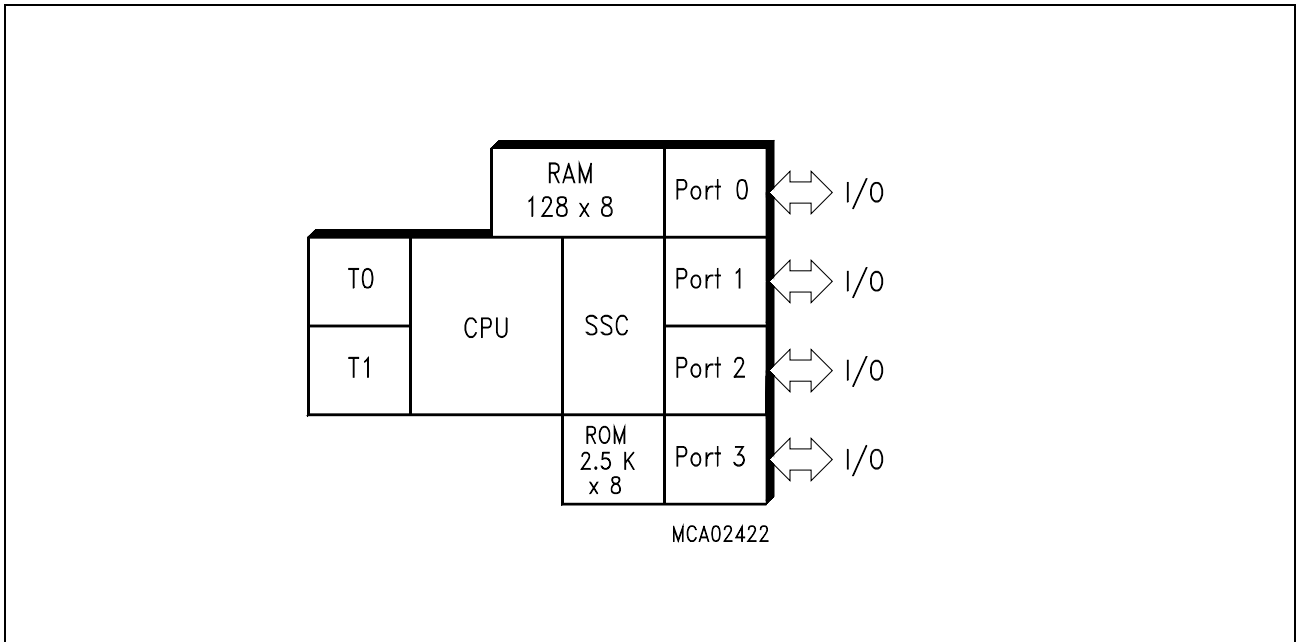 RAM
128 x 8
Port 0
I/O
T0
CPU
SSC
Port 1
I/O
T1
Port 2
I/O
ROM
2.5 K
x 8
Port 3
I/O
MCA02422